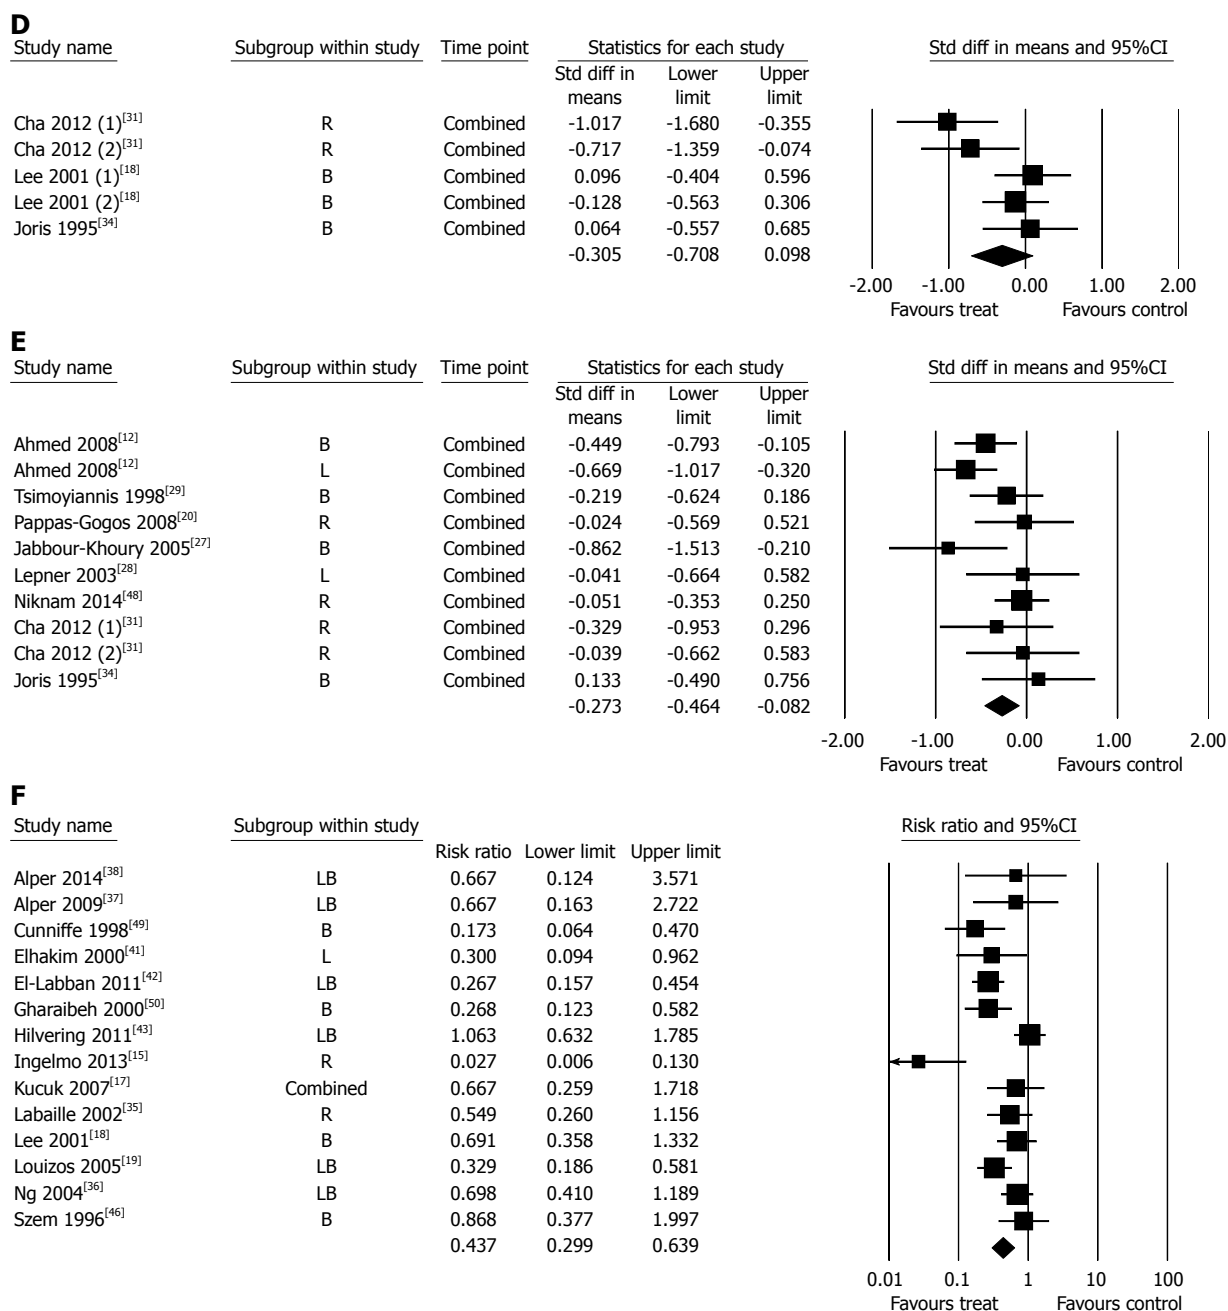 D
Study name Subgroup within study Time point Statistics for each study Std diff in means and 95%CI
Std diff in means Lower limit Upper limit
Cha 2012 (1)[31] R Combined -1.017 -1.680 -0.355
Cha 2012 (2)[31] R Combined -0.717 -1.359 -0.074
Lee 2001 (1)[18] B Combined 0.096 -0.404 0.596
Lee 2001 (2)[18] B Combined -0.128 -0.563 0.306
Joris 1995[34] B Combined 0.064 -0.557 0.685
-0.305 -0.708 0.098
-2.00 -1.00 0.00 1.00 2.00
Favours treat Favours control
E
Study name Subgroup within study Time point Statistics for each study Std diff in means and 95%CI
Std diff in means Lower limit Upper limit
Ahmed 2008[12] B Combined -0.449 -0.793 -0.105
Ahmed 2008[12] L Combined -0.669 -1.017 -0.320
Tsimoyiannis 1998[29] B Combined -0.219 -0.624 0.186
Pappas-Gogos 2008[20] R Combined -0.024 -0.569 0.521
Jabbour-Khoury 2005[27] B Combined -0.862 -1.513 -0.210
Lepner 2003[28] L Combined -0.041 -0.664 0.582
Niknam 2014[48] R Combined -0.051 -0.353 0.250
Cha 2012 (1)[31] R Combined -0.329 -0.953 0.296
Cha 2012 (2)[31] R Combined -0.039 -0.662 0.583
Joris 1995[34] B Combined 0.133 -0.490 0.756
-0.273 -0.464 -0.082
-2.00 -1.00 0.00 1.00 2.00
Favours treat Favours control
F
Study name Subgroup within study Risk ratio and 95%CI
Risk ratio Lower limit Upper limit
Alper 2014[38] LB 0.667 0.124 3.571
Alper 2009[37] LB 0.667 0.163 2.722
Cunniffe 1998[49] B 0.173 0.064 0.470
Elhakim 2000[41] L 0.300 0.094 0.962
El-Labban 2011[42] LB 0.267 0.157 0.454
Gharaibeh 2000[50] B 0.268 0.123 0.582
Hilvering 2011[43] LB 1.063 0.632 1.785
Ingelmo 2013[15] R 0.027 0.006 0.130
Kucuk 2007[17] Combined 0.667 0.259 1.718
Labaille 2002[35] R 0.549 0.260 1.156
Lee 2001[18] B 0.691 0.358 1.332
Louizos 2005[19] LB 0.329 0.186 0.581
Ng 2004[36] LB 0.698 0.410 1.189
Szem 1996[46] B 0.868 0.377 1.997
0.437 0.299 0.639
0.01 0.1 1 10 100
Favours treat Favours control